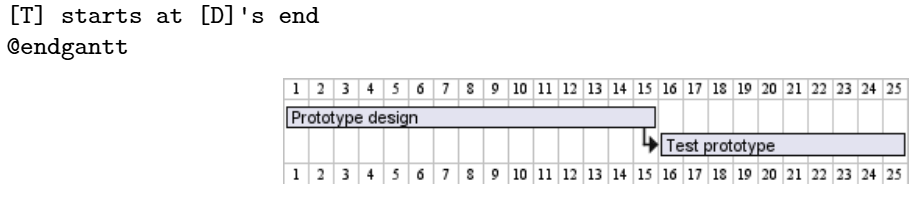 [T] starts at [D]'s end
@endgantt
1 2 3 4 5 6 7 8 9 10 11 12 13 14 15 16 17 18 19 20 21 22 23 24 25
Prototype design
Test prototype
1 2 3 4 5 6 7 8 9 10 11 12 13 14 15 16 17 18 19 20 21 22 23 24 25